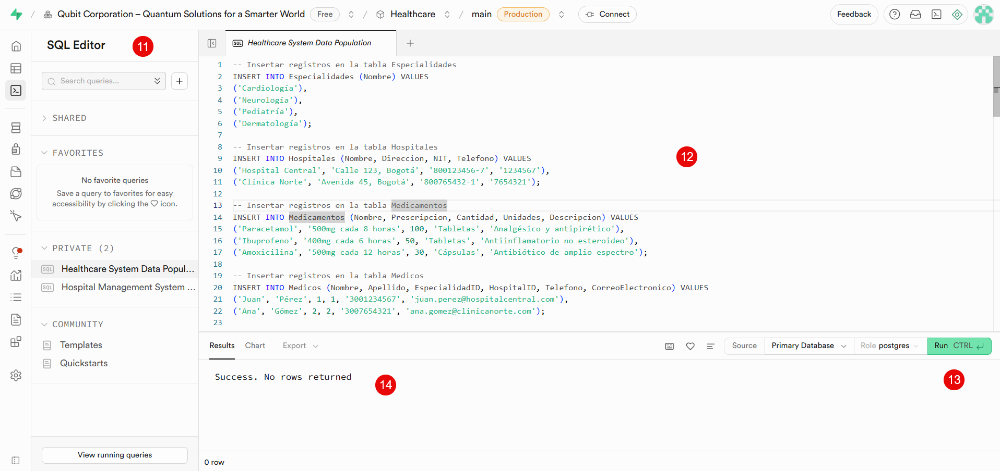 Qubit Corporation – Quantum Solutions for a Smarter World Free Healthcare main Production Connect Feedback
SQL Editor 11
Search queries...
SHARED
FAVORITES
No favorite queries
Save a query to favorites for easy
accessibility by clicking the icon.
PRIVATE (2)
SQL Healthcare System Data Popul...
SQL Hospital Management System ...
COMMUNITY
Templates
Quickstarts
View running queries
SQL Healthcare System Data Population
1 -- Insertar registros en la tabla Especialidades
2 INSERT INTO Especialidades (Nombre) VALUES
3 ('Cardiología'),
4 ('Neurología'),
5 ('Pediatría'),
6 ('Dermatología');
7
8 -- Insertar registros en la tabla Hospitales
9 INSERT INTO Hospitales (Nombre, Direccion, NIT, Telefono) VALUES
10 ('Hospital Central', 'Calle 123, Bogotá', '800123456-7', '1234567'),
11 ('Clínica Norte', 'Avenida 45, Bogotá', '800765432-1', '7654321');
12
13 -- Insertar registros en la tabla Medicamentos
14 INSERT INTO Medicamentos (Nombre, Prescripcion, Cantidad, Unidades, Descripcion) VALUES
15 ('Paracetamol', '500mg cada 8 horas', 100, 'Tabletas', 'Analgésico y antipirético'),
16 ('Ibuprofeno', '400mg cada 6 horas', 50, 'Tabletas', 'Antiinflamatorio no esteroideo'),
17 ('Amoxicilina', '500mg cada 12 horas', 30, 'Cápsulas', 'Antibiótico de amplio espectro');
18
19 -- Insertar registros en la tabla Medicos
20 INSERT INTO Medicos (Nombre, Apellido, EspecialidadID, HospitalID, Telefono, CorreoElectronico) VALUES
21 ('Juan', 'Pérez', 1, 1, '3001234567', 'juan.perez@hospitalcentral.com'),
22 ('Ana', 'Gómez', 2, 2, '3007654321', 'ana.gomez@clinicanorte.com');
23
12
Results Chart Export Source Primary Database Role postgres Run CTRL
Success. No rows returned
14
13
0 row